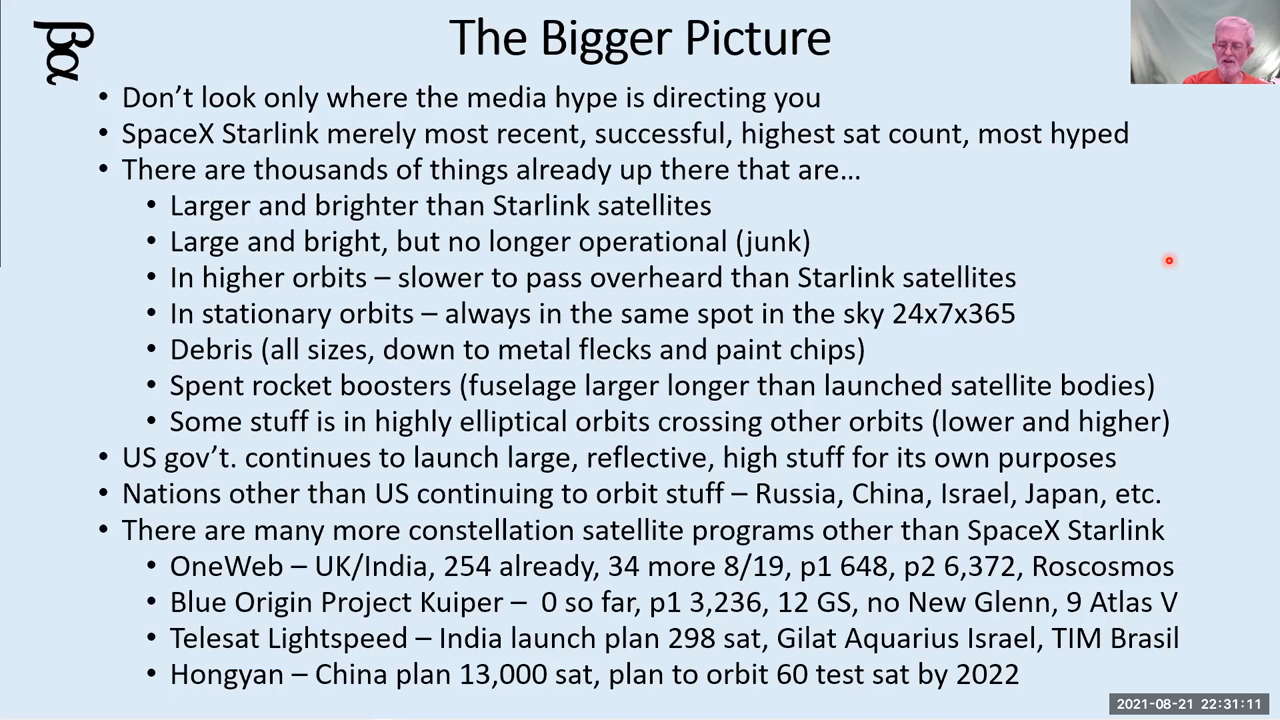 βα
The Bigger Picture
• Don’t look only where the media hype is directing you
• SpaceX Starlink merely most recent, successful, highest sat count, most hyped
• There are thousands of things already up there that are…
• Larger and brighter than Starlink satellites
• Large and bright, but no longer operational (junk)
• In higher orbits – slower to pass overheard than Starlink satellites
• In stationary orbits – always in the same spot in the sky 24x7x365
• Debris (all sizes, down to metal flecks and paint chips)
• Spent rocket boosters (fuselage larger longer than launched satellite bodies)
• Some stuff is in highly elliptical orbits crossing other orbits (lower and higher)
• US gov’t. continues to launch large, reflective, high stuff for its own purposes
• Nations other than US continuing to orbit stuff – Russia, China, Israel, Japan, etc.
• There are many more constellation satellite programs other than SpaceX Starlink
• OneWeb – UK/India, 254 already, 34 more 8/19, p1 648, p2 6,372, Roscosmos
• Blue Origin Project Kuiper – 0 so far, p1 3,236, 12 GS, no New Glenn, 9 Atlas V
• Telesat Lightspeed – India launch plan 298 sat, Gilat Aquarius Israel, TIM Brasil
• Hongyan – China plan 13,000 sat, plan to orbit 60 test sat by 2022
2021-08-21 22:31:11